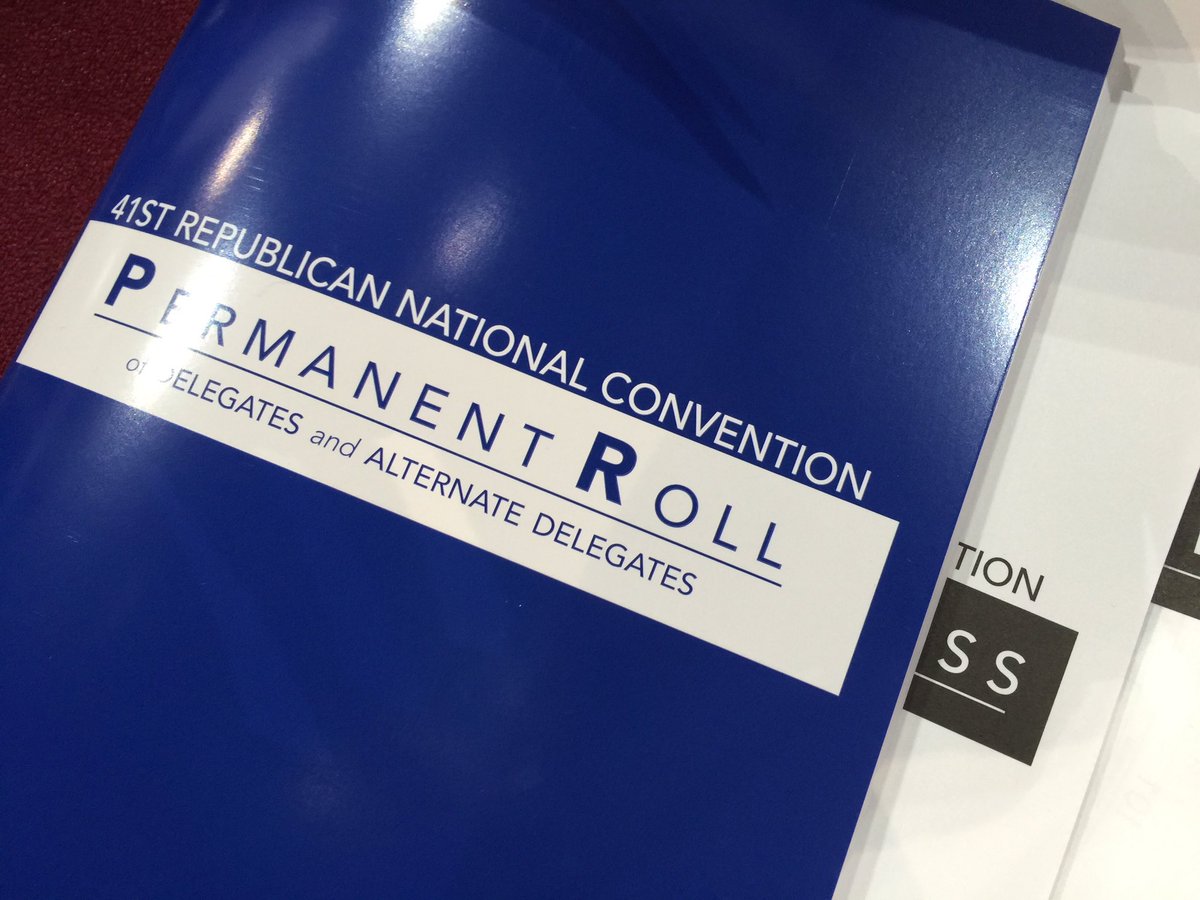 41ST REPUBLICAN NATIONAL CONVENTION
PERMANENT ROLL
of DELEGATES and ALTERNATE DELEGATES
TION
SS